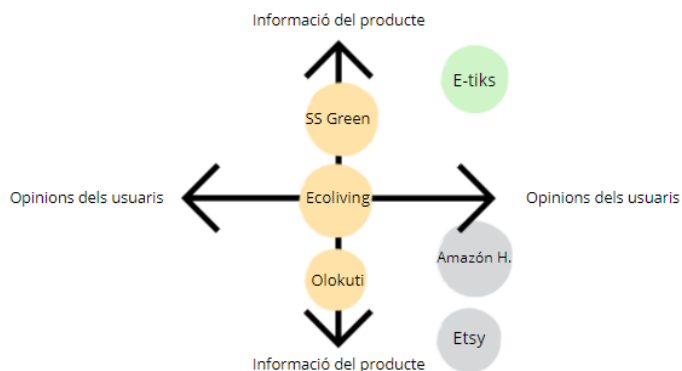 Informació del producte
E-tiks
SS Green
Opinions dels usuaris
Ecoliving
Opinions dels usuaris
Amazón H.
Olokuti
Etsy
Informació del producte